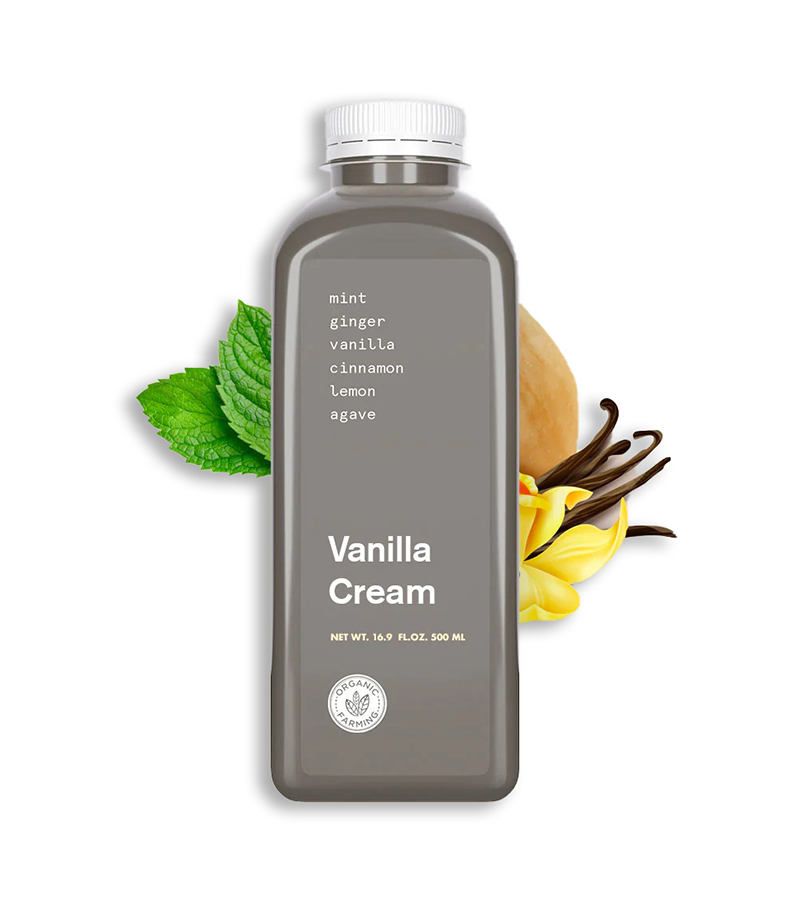 mint
ginger
vanilla
cinnamon
lemon
agave
Vanilla
Cream
NET WT. 16.9 FL.OZ. 500 ML
ORGANIC
FARMING